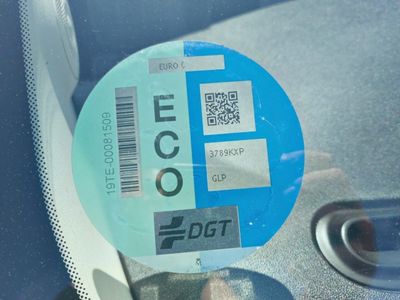 EURO 6
ECO
19TE-00081509
3789KXP
GLP
DGT